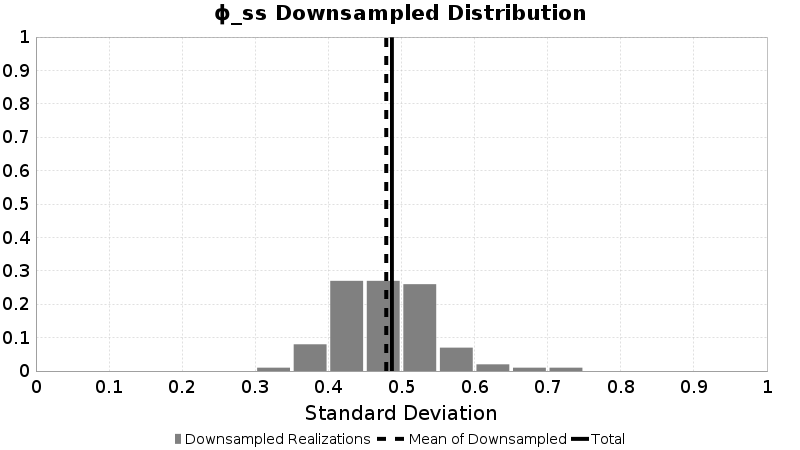 ϕ_ss Downsampled Distribution
1
0.9
0.8
0.7
0.6
0.5
0.4
0.3
0.2
0.1
0
0 0.1 0.2 0.3 0.4 0.5 0.6 0.7 0.8 0.9 1
Standard Deviation
Downsampled Realizations Mean of Downsampled Total